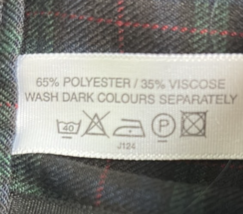 65% POLYESTER / 35% VISCOSE
WASH DARK COLOURS SEPARATELY
40 P
J124